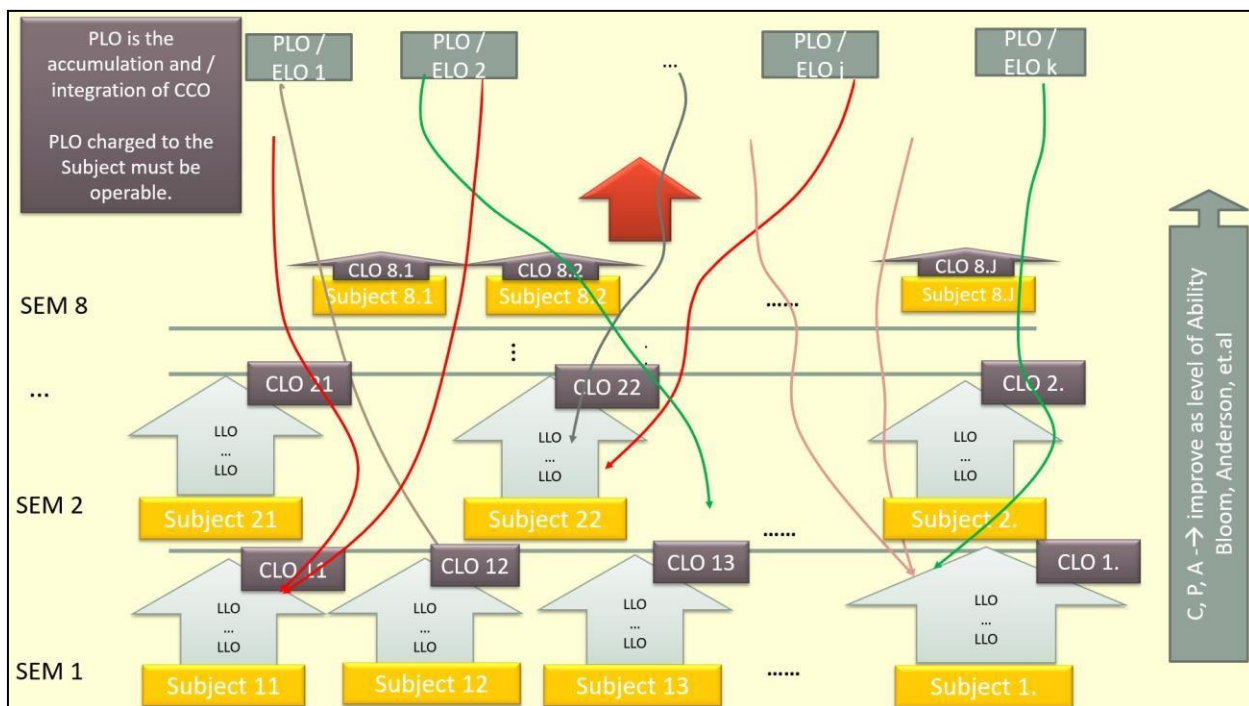 PLO is the
accumulation and /
integration of CCO
PLO charged to the
Subject must be
operable.
PLO /
ELO 1
PLO /
ELO 2
...
PLO /
ELO j
PLO /
ELO k
SEM 8
CLO 8.1
Subject 8.1
CLO 8.2
Subject 8.2
......
CLO 8.J
Subject 8.J
...
CLO 21
LLO
...
LLO
CLO 22
LLO
...
LLO
CLO 2.
LLO
...
LLO
SEM 2
Subject 21
Subject 22
......
Subject 2.
CLO 11
LLO
...
LLO
CLO 12
LLO
...
LLO
CLO 13
LLO
...
LLO
CLO 1.
LLO
...
LLO
SEM 1
Subject 11
Subject 12
Subject 13
......
Subject 1.
C, P, A -→ improve as level of Ability
Bloom, Anderson, et.al